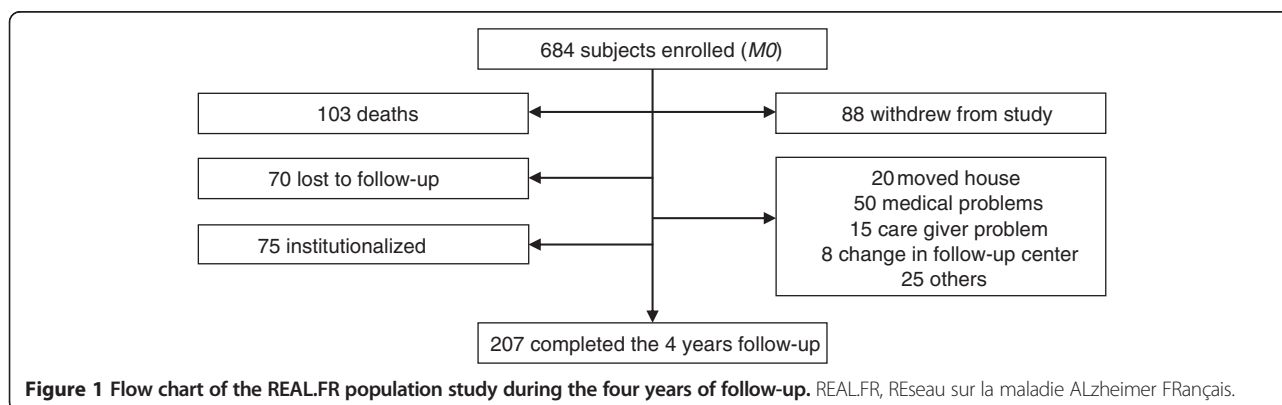 684 subjects enrolled (M0)
103 deaths
88 withdrew from study
70 lost to follow-up
20 moved house
50 medical problems
15 care giver problem
8 change in follow-up center
25 others
75 institutionalized
207 completed the 4 years follow-up
Figure 1 Flow chart of the REAL.FR population study during the four years of follow-up. REAL.FR, REseau sur la maladie ALzheimer FRançais.